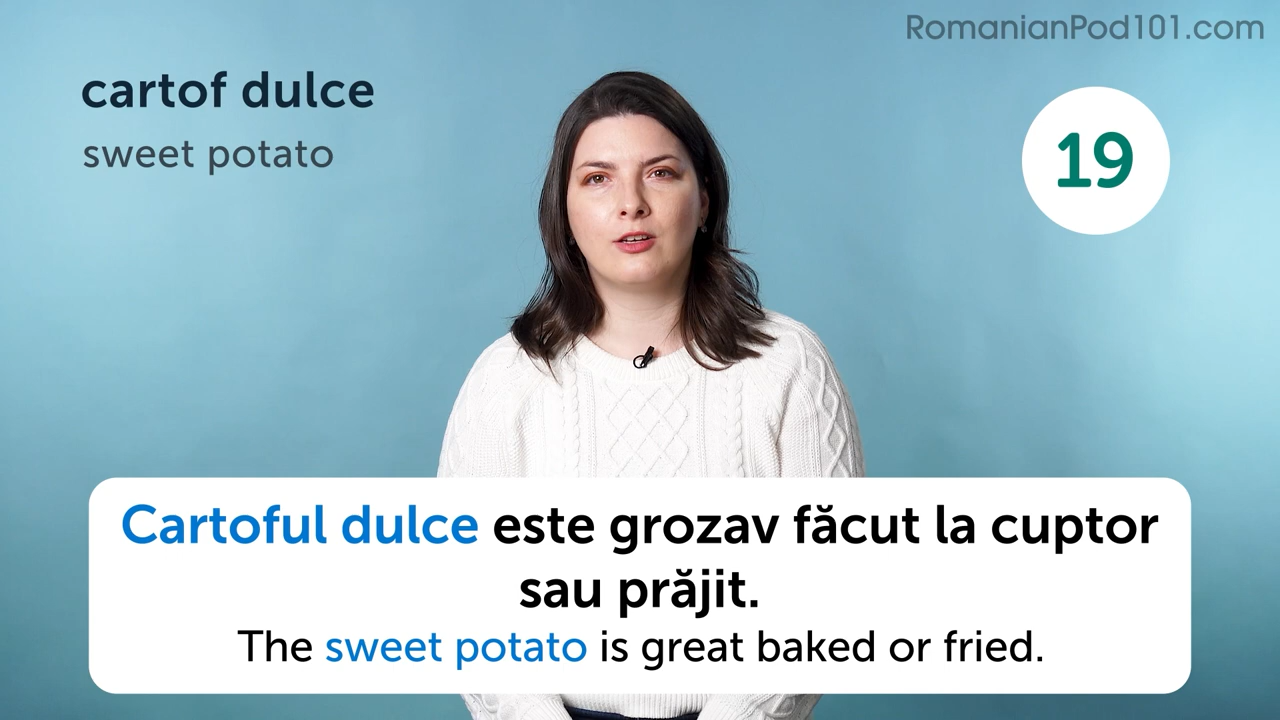 RomanianPod101.com
cartof dulce
sweet potato
19
Cartoful dulce este grozav făcut la cuptor
sau prăjit.
The sweet potato is great baked or fried.